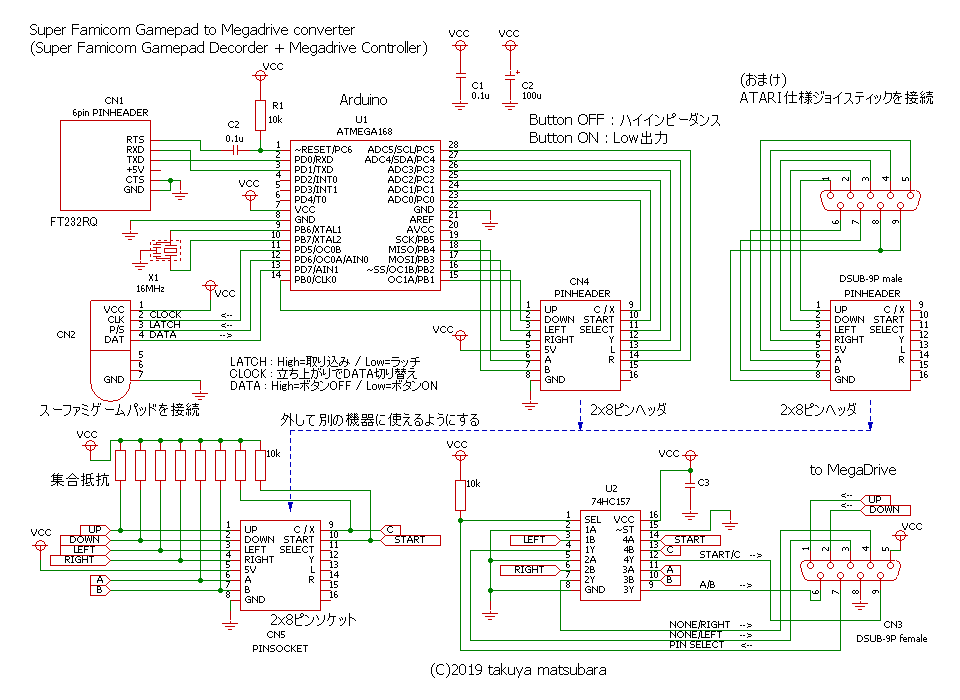 Super Famicom Gamepad to Megadrive converter
(Super Famicom Gamepad Decorder + Megadrive Controller)
VCC
VCC
VCC
C1
0.1u
C2
100u
(おまけ)
ATARI仕様ジョイスティックを接続
CN1
6pin PINHEADER
RTS
RXD
TXD
+5V
CTS
GND
FT232RQ
C2
0.1u
R1
10k
Arduino
U1
ATMEGA168
Button OFF : ハイインピーダンス
Button ON : Low出力
1 ~RESET/PC6 ADC5/SCL/PC5 28
2 PD0/RXD ADC4/SDA/PC4 27
3 PD1/TXD ADC3/PC3 26
4 PD2/INT0 ADC2/PC2 25
5 PD3/INT1 ADC1/PC1 24
6 PD4/T0 ADC0/PC0 23
7 VCC GND 22
8 GND AREF 21
9 PB6/XTAL1 AVCC 20
10 PB7/XTAL2 SCK/PB5 19
11 PD5/OC0B MISO/PB4 18
12 PD6/OC0A/AIN0 MOSI/PB3 17
13 PD7/AIN1 ~SS/OC1B/PB2 16
14 PB0/CLK0 OC1A/PB1 15
VCC
X1
16MHz
VCC
CN2
VCC 1
CLK 2 CLOCK <--
P/S 3 LATCH <--
DAT 4 DATA -->
5
6
GND 7
スーファミゲームパッドを接続
LATCH : High=取り込み / Low=ラッチ
CLOCK : 立ち上がりでDATA切り替え
DATA : High=ボタンOFF / Low=ボタンON
VCC
CN4
PINHEADER
1 UP C / X 9
2 DOWN START 10
3 LEFT SELECT 11
4 RIGHT Y 12
5 5V L 13
6 A R 14
7 B 15
8 GND 16
2x8ピンヘッダ
1 2 3 4 5
6 7 8 9
DSUB-9P male
PINHEADER
1 UP C / X 9
2 DOWN START 10
3 LEFT SELECT 11
4 RIGHT Y 12
5 5V L 13
6 A R 14
7 B 15
8 GND 16
2x8ピンヘッダ
外して別の機器に使えるようにする
VCC
10k
集合抵抗
VCC
UP
DOWN
LEFT
RIGHT
A
B
1 UP C / X 9
2 DOWN START 10
3 LEFT SELECT 11
4 RIGHT Y 12
5 5V L 13
6 A R 14
7 B 15
8 GND 16
C
START
2x8ピンソケット
CN5
PINSOCKET
VCC
10k
VCC
C3
U2
74HC157
1 SEL VCC 16
2 1A ~ST 15
3 1B 4A 14
4 1Y 4B 13
5 2A 4Y 12
6 2B 3A 11
7 2Y 3B 10
8 GND 3Y 9
LEFT
RIGHT
START
C
START/C -->
A
B
A/B -->
NONE/RIGHT -->
NONE/LEFT -->
PIN SELECT <--
to MegaDrive
<-- UP
<-- DOWN
VCC
1 2 3 4 5
6 7 8 9
CN3
DSUB-9P female
(C)2019 takuya matsubara